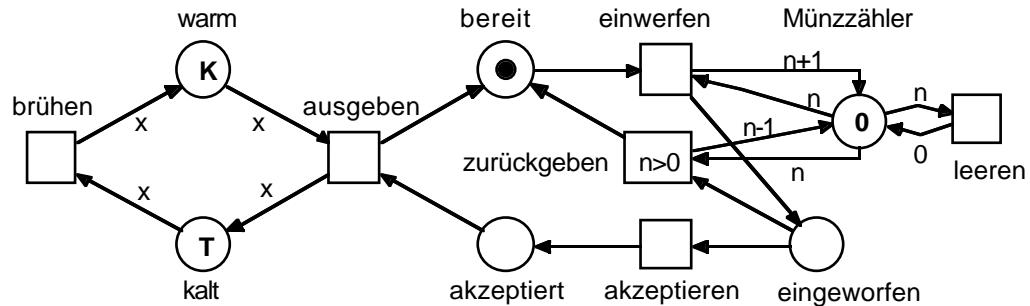 warm bereit einwerfen Münzzähler
K
n+1
brühen ausgeben n n
x x 0
n-1
zurückgeben n>0 0
x x n leeren
T
kalt akzeptiert akzeptieren eingeworfen